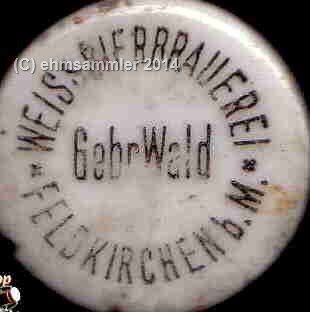 (C) ehmsammler 2014
WEISSBIERBRAUEREI
GebrWald
" FELDKIRCHEN b. M. "